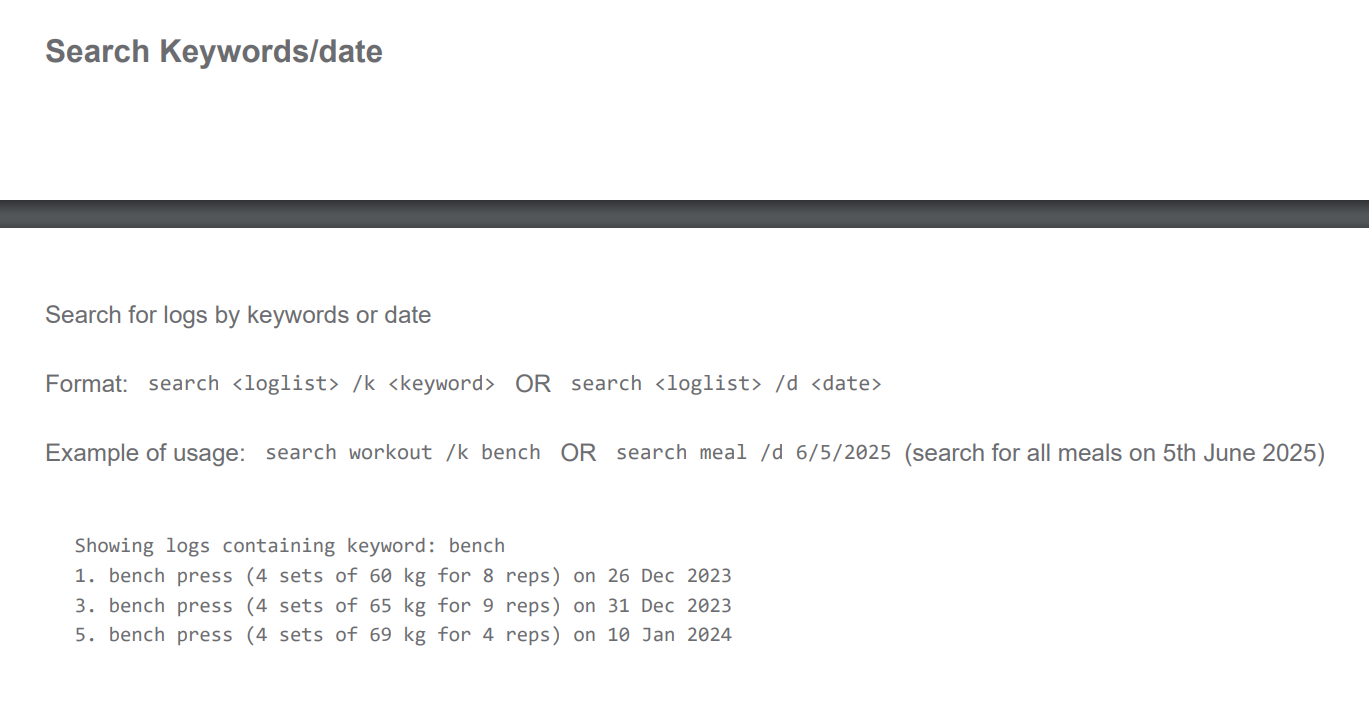 Search Keywords/date
Search for logs by keywords or date
Format: search <loglist> /k <keyword> OR search <loglist> /d <date>
Example of usage: search workout /k bench OR search meal /d 6/5/2025 (search for all meals on 5th June 2025)
Showing logs containing keyword: bench
1. bench press (4 sets of 60 kg for 8 reps) on 26 Dec 2023
3. bench press (4 sets of 65 kg for 9 reps) on 31 Dec 2023
5. bench press (4 sets of 69 kg for 4 reps) on 10 Jan 2024